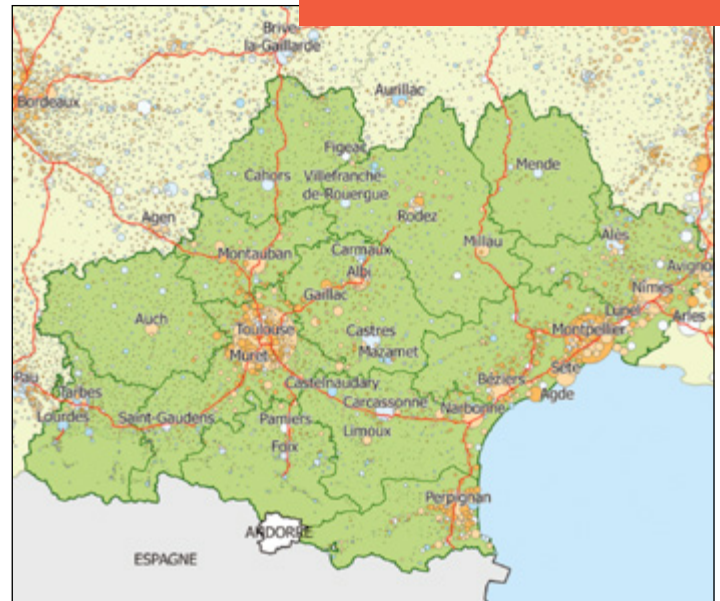 Brive-
la-Gaillarde
Aurillac
Bordeaux
Figeac
Mende
Cahors
Villefranche-
de-Rouergue
Rodez
Agen
Millau
Alès
Montauban
Carmaux
Albi
Avignon
Gaillac
Nîmes
Lunel
Auch
Toulouse
Castres
Montpellier
Arles
Muret
Mazamet
Sète
Pau
Castelnaudary
Béziers
Tarbes
Agde
Carcassonne
Narbonne
Lourdes
Saint-Gaudens
Pamiers
Limoux
Foix
Perpignan
ANDORRE
ESPAGNE